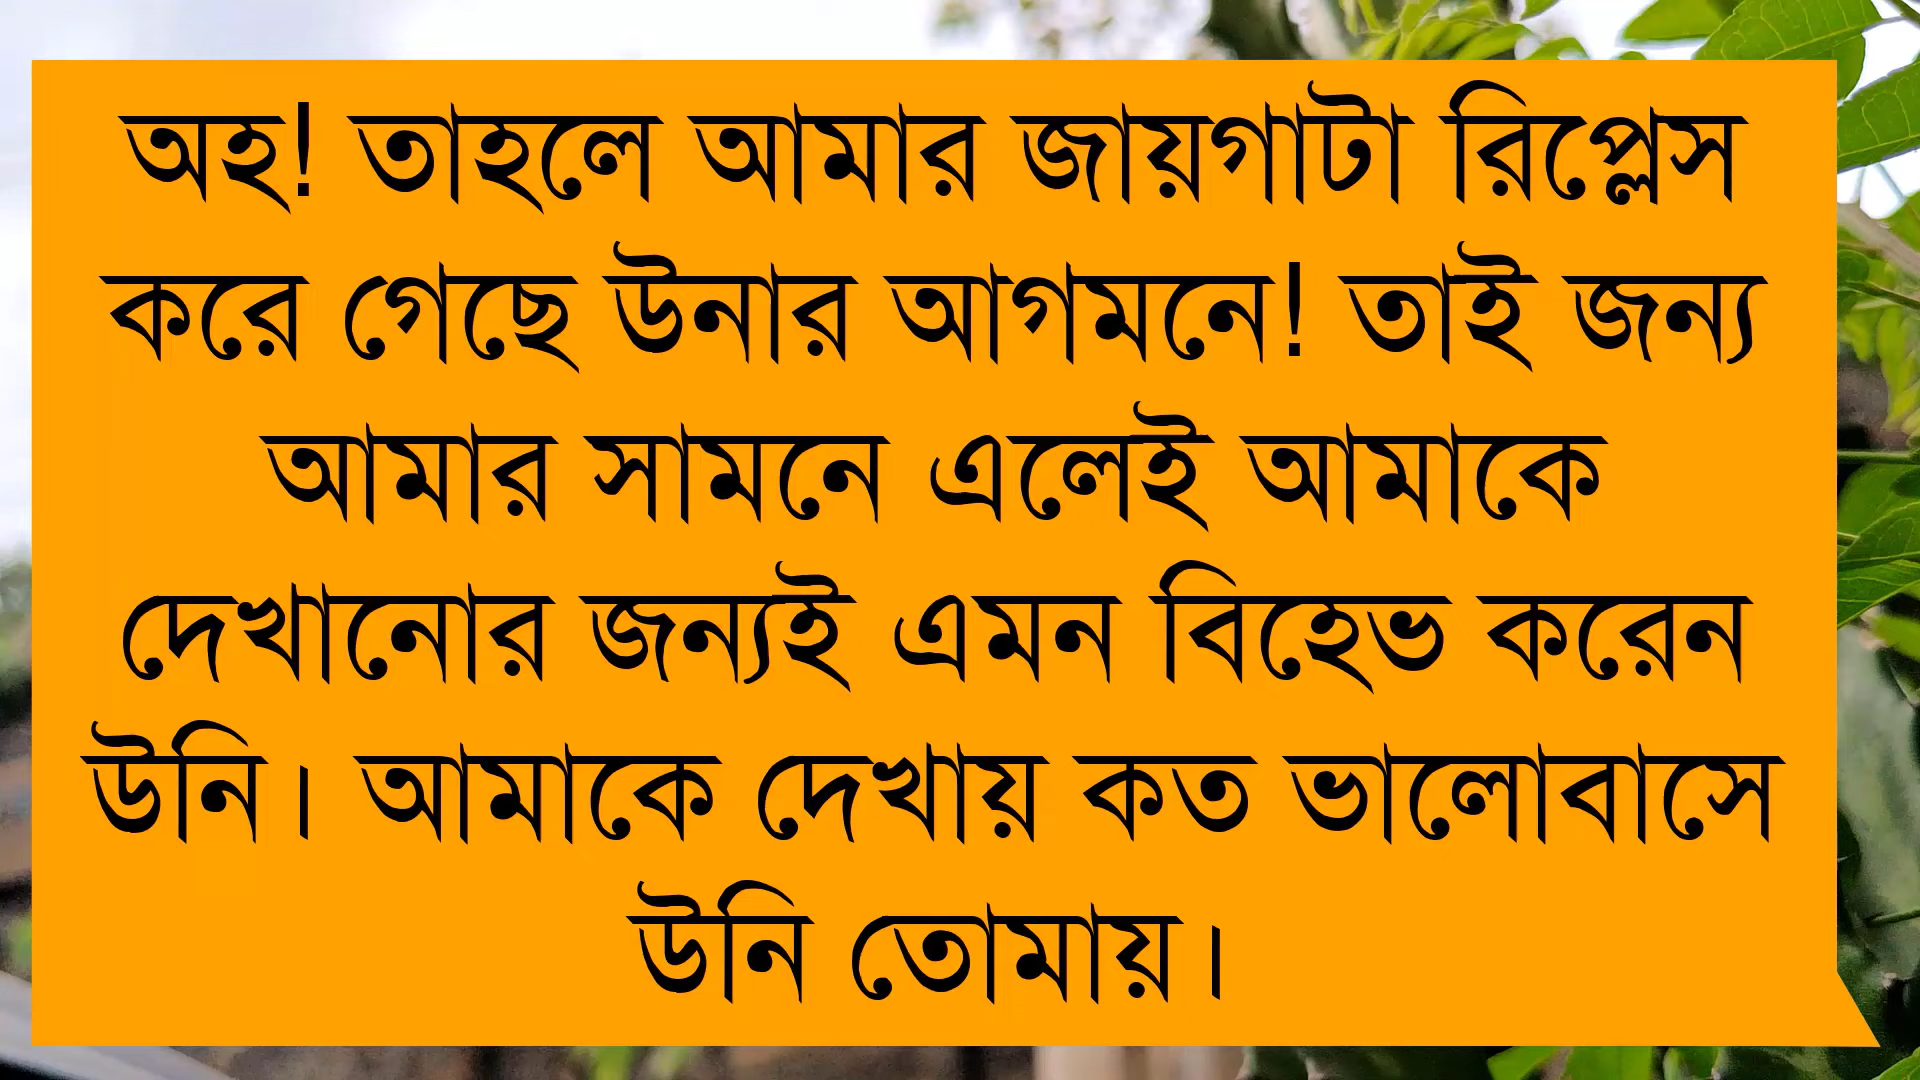 অহ! তাহলে আমার জায়গাটা রিপ্লেস
করে গেছে উনার আগমনে! তাই জন্য
আমার সামনে এলেই আমাকে
দেখানোর জন্যই এমন বিহেভ করেন
উনি। আমাকে দেখায় কত ভালোবাসে
উনি তোমায়।